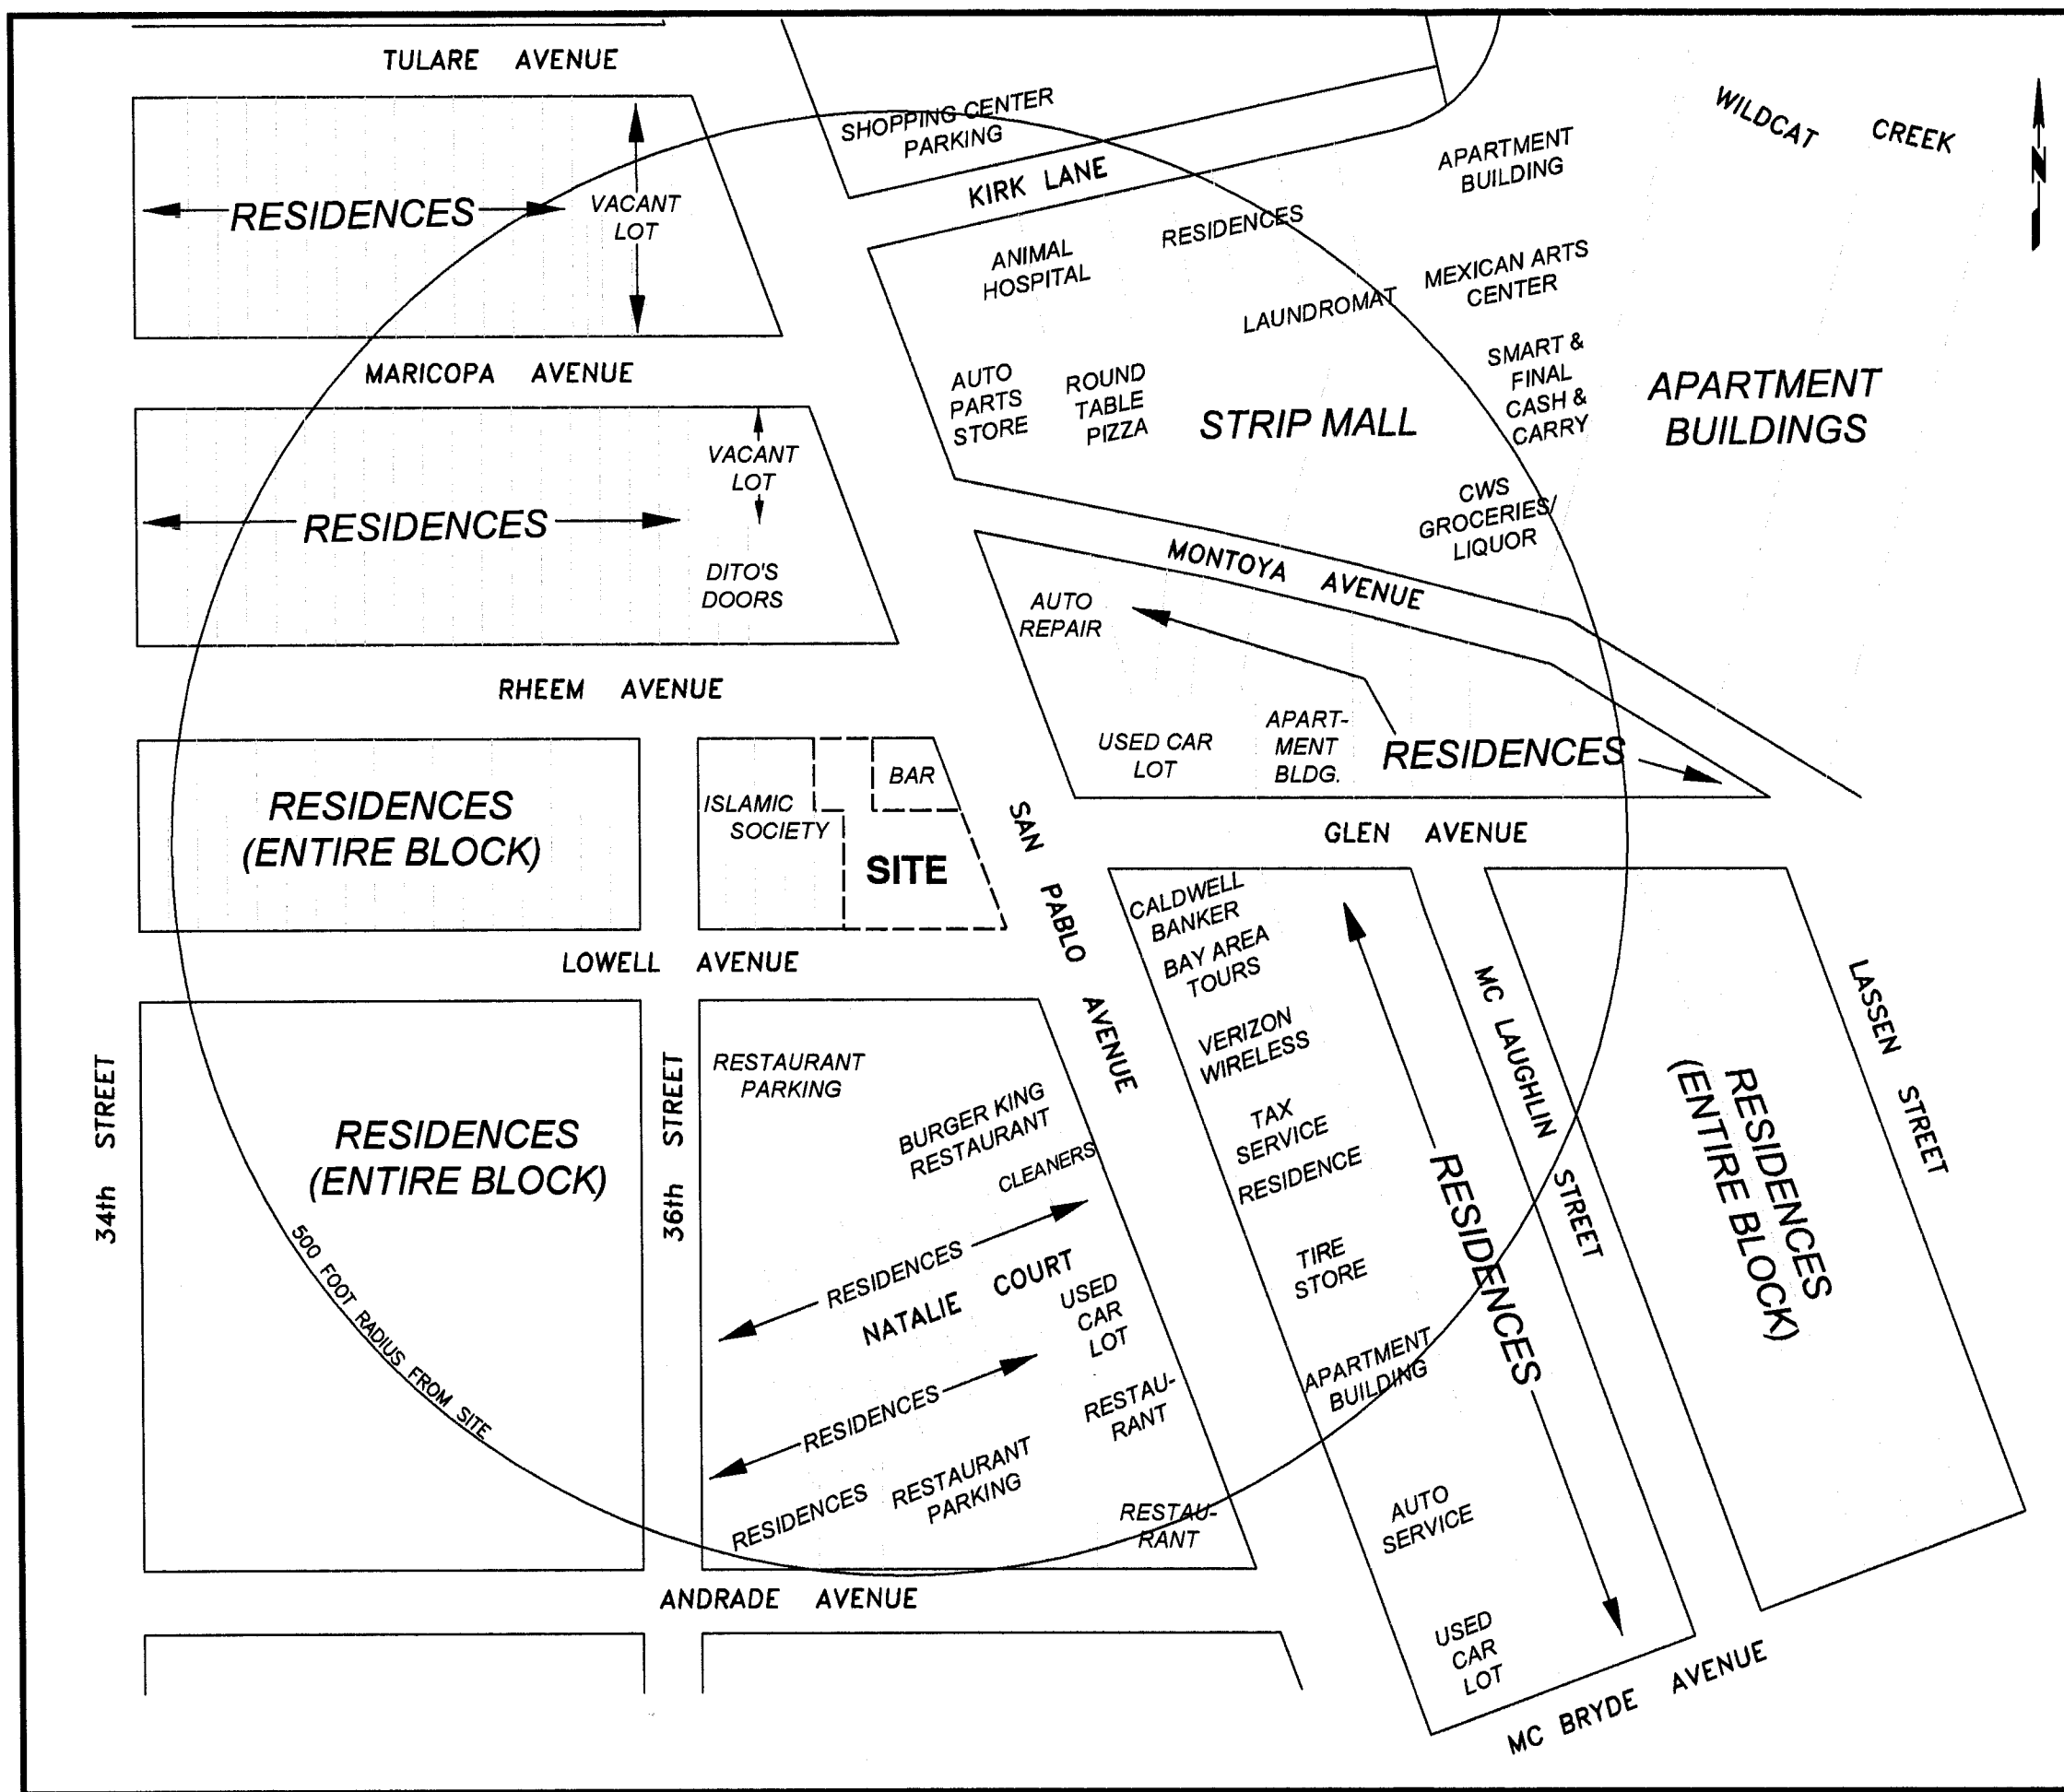 TULARE AVENUE
SHOPPING CENTER
PARKING
WILDCAT CREEK
N
KIRK LANE
APARTMENT
BUILDING
RESIDENCES
VACANT
LOT
ANIMAL
HOSPITAL
RESIDENCES
LAUNDROMAT
MEXICAN ARTS
CENTER
MARICOPA AVENUE
AUTO
PARTS
STORE
ROUND
TABLE
PIZZA
STRIP MALL
SMART &
FINAL
CASH &
CARRY
APARTMENT
BUILDINGS
VACANT
LOT
RESIDENCES
DITO'S
DOORS
CWS
GROCERIES/
LIQUOR
MONTOYA AVENUE
AUTO
REPAIR
RHEEM AVENUE
USED CAR
LOT
APART-
MENT
BLDG.
RESIDENCES
RESIDENCES
(ENTIRE BLOCK)
ISLAMIC
SOCIETY
BAR
SITE
SAN PABLO AVENUE
GLEN AVENUE
CALDWELL
BANKER
BAY AREA
TOURS
LOWELL AVENUE
VERIZON
WIRELESS
MC LAUGHLIN STREET
LASSEN STREET
34th STREET
RESIDENCES
(ENTIRE BLOCK)
36th STREET
RESTAURANT
PARKING
BURGER KING
RESTAURANT
CLEANERS
TAX
SERVICE
RESIDENCE
RESIDENCES
RESIDENCES
(ENTIRE BLOCK)
500 FOOT RADIUS FROM SITE
RESIDENCES
NATALIE COURT
USED
CAR
LOT
TIRE
STORE
RESIDENCES
RESTAU-
RANT
APARTMENT
BUILDING
RESIDENCES
RESTAURANT
PARKING
RESTAU-
RANT
AUTO
SERVICE
ANDRADE AVENUE
USED
CAR
LOT
MC BRYDE AVENUE